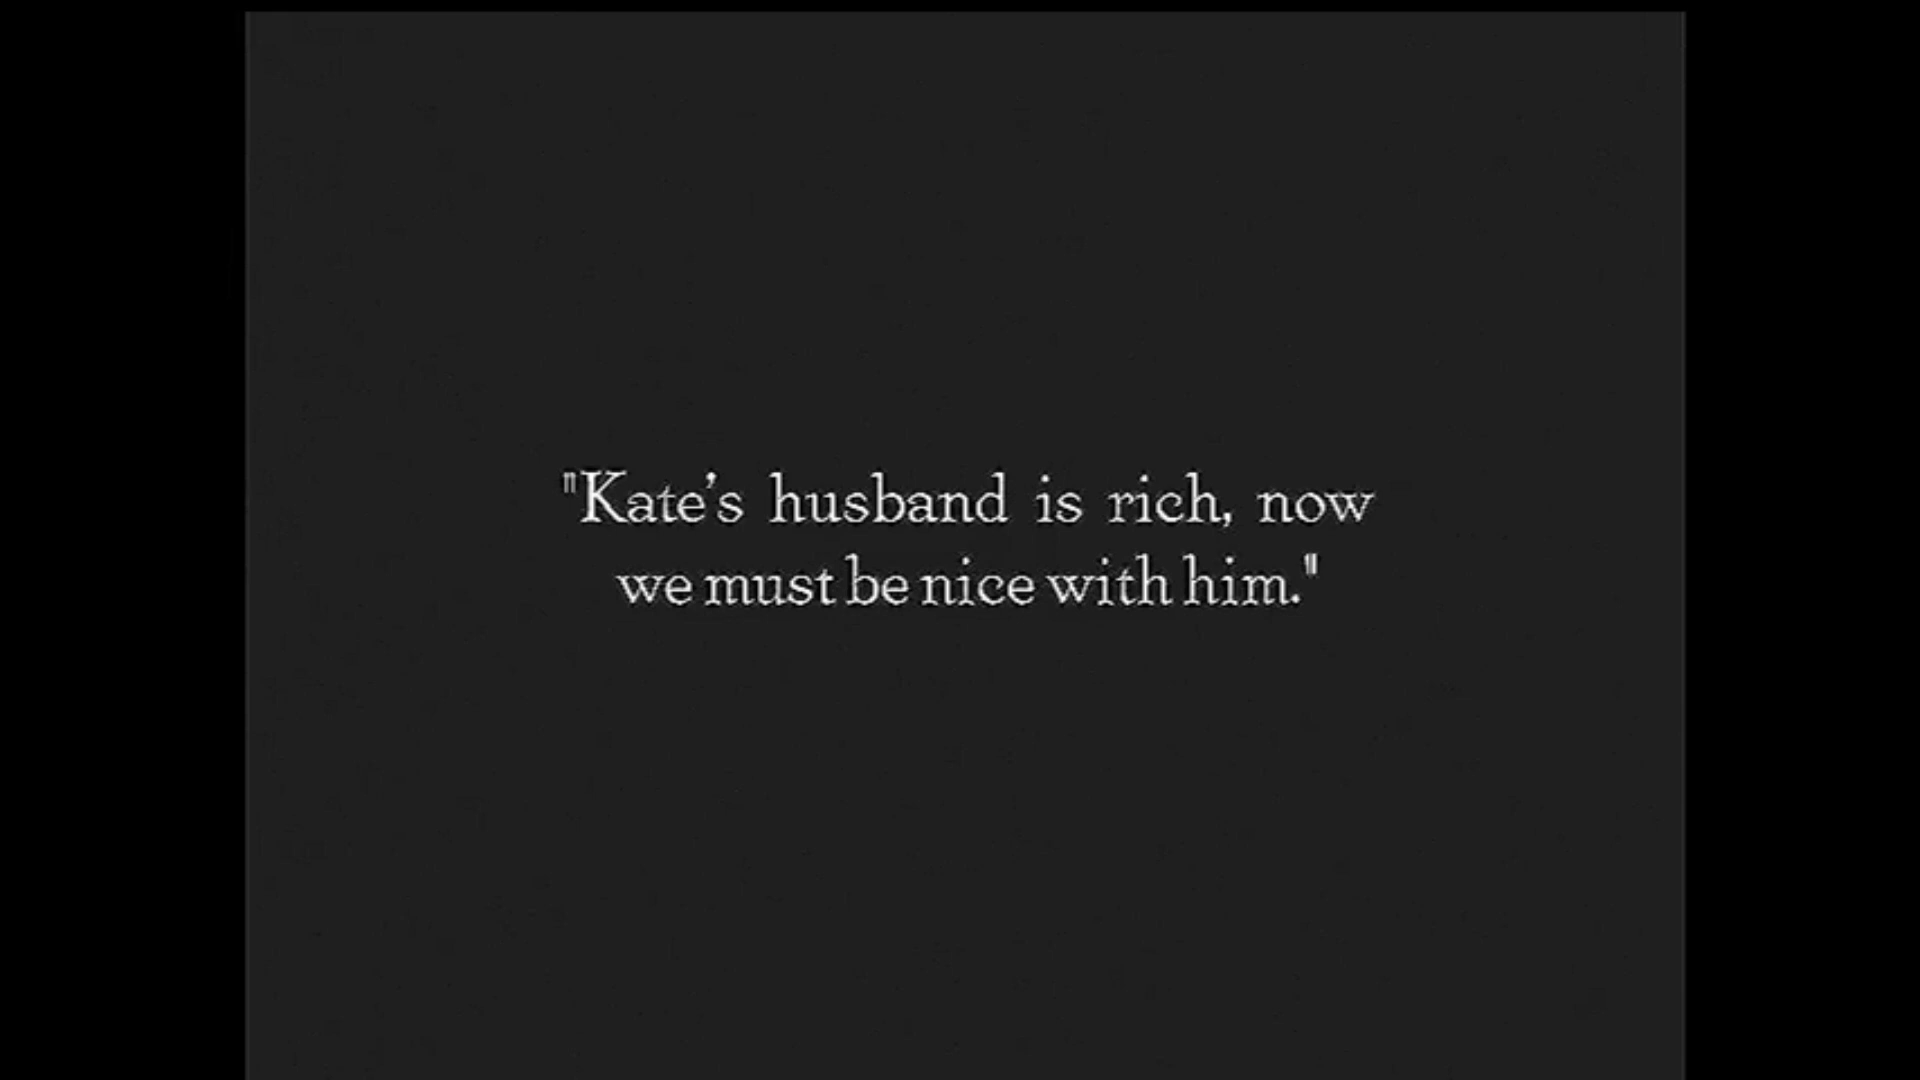 "Kate's husband is rich, now
we must be nice with him."